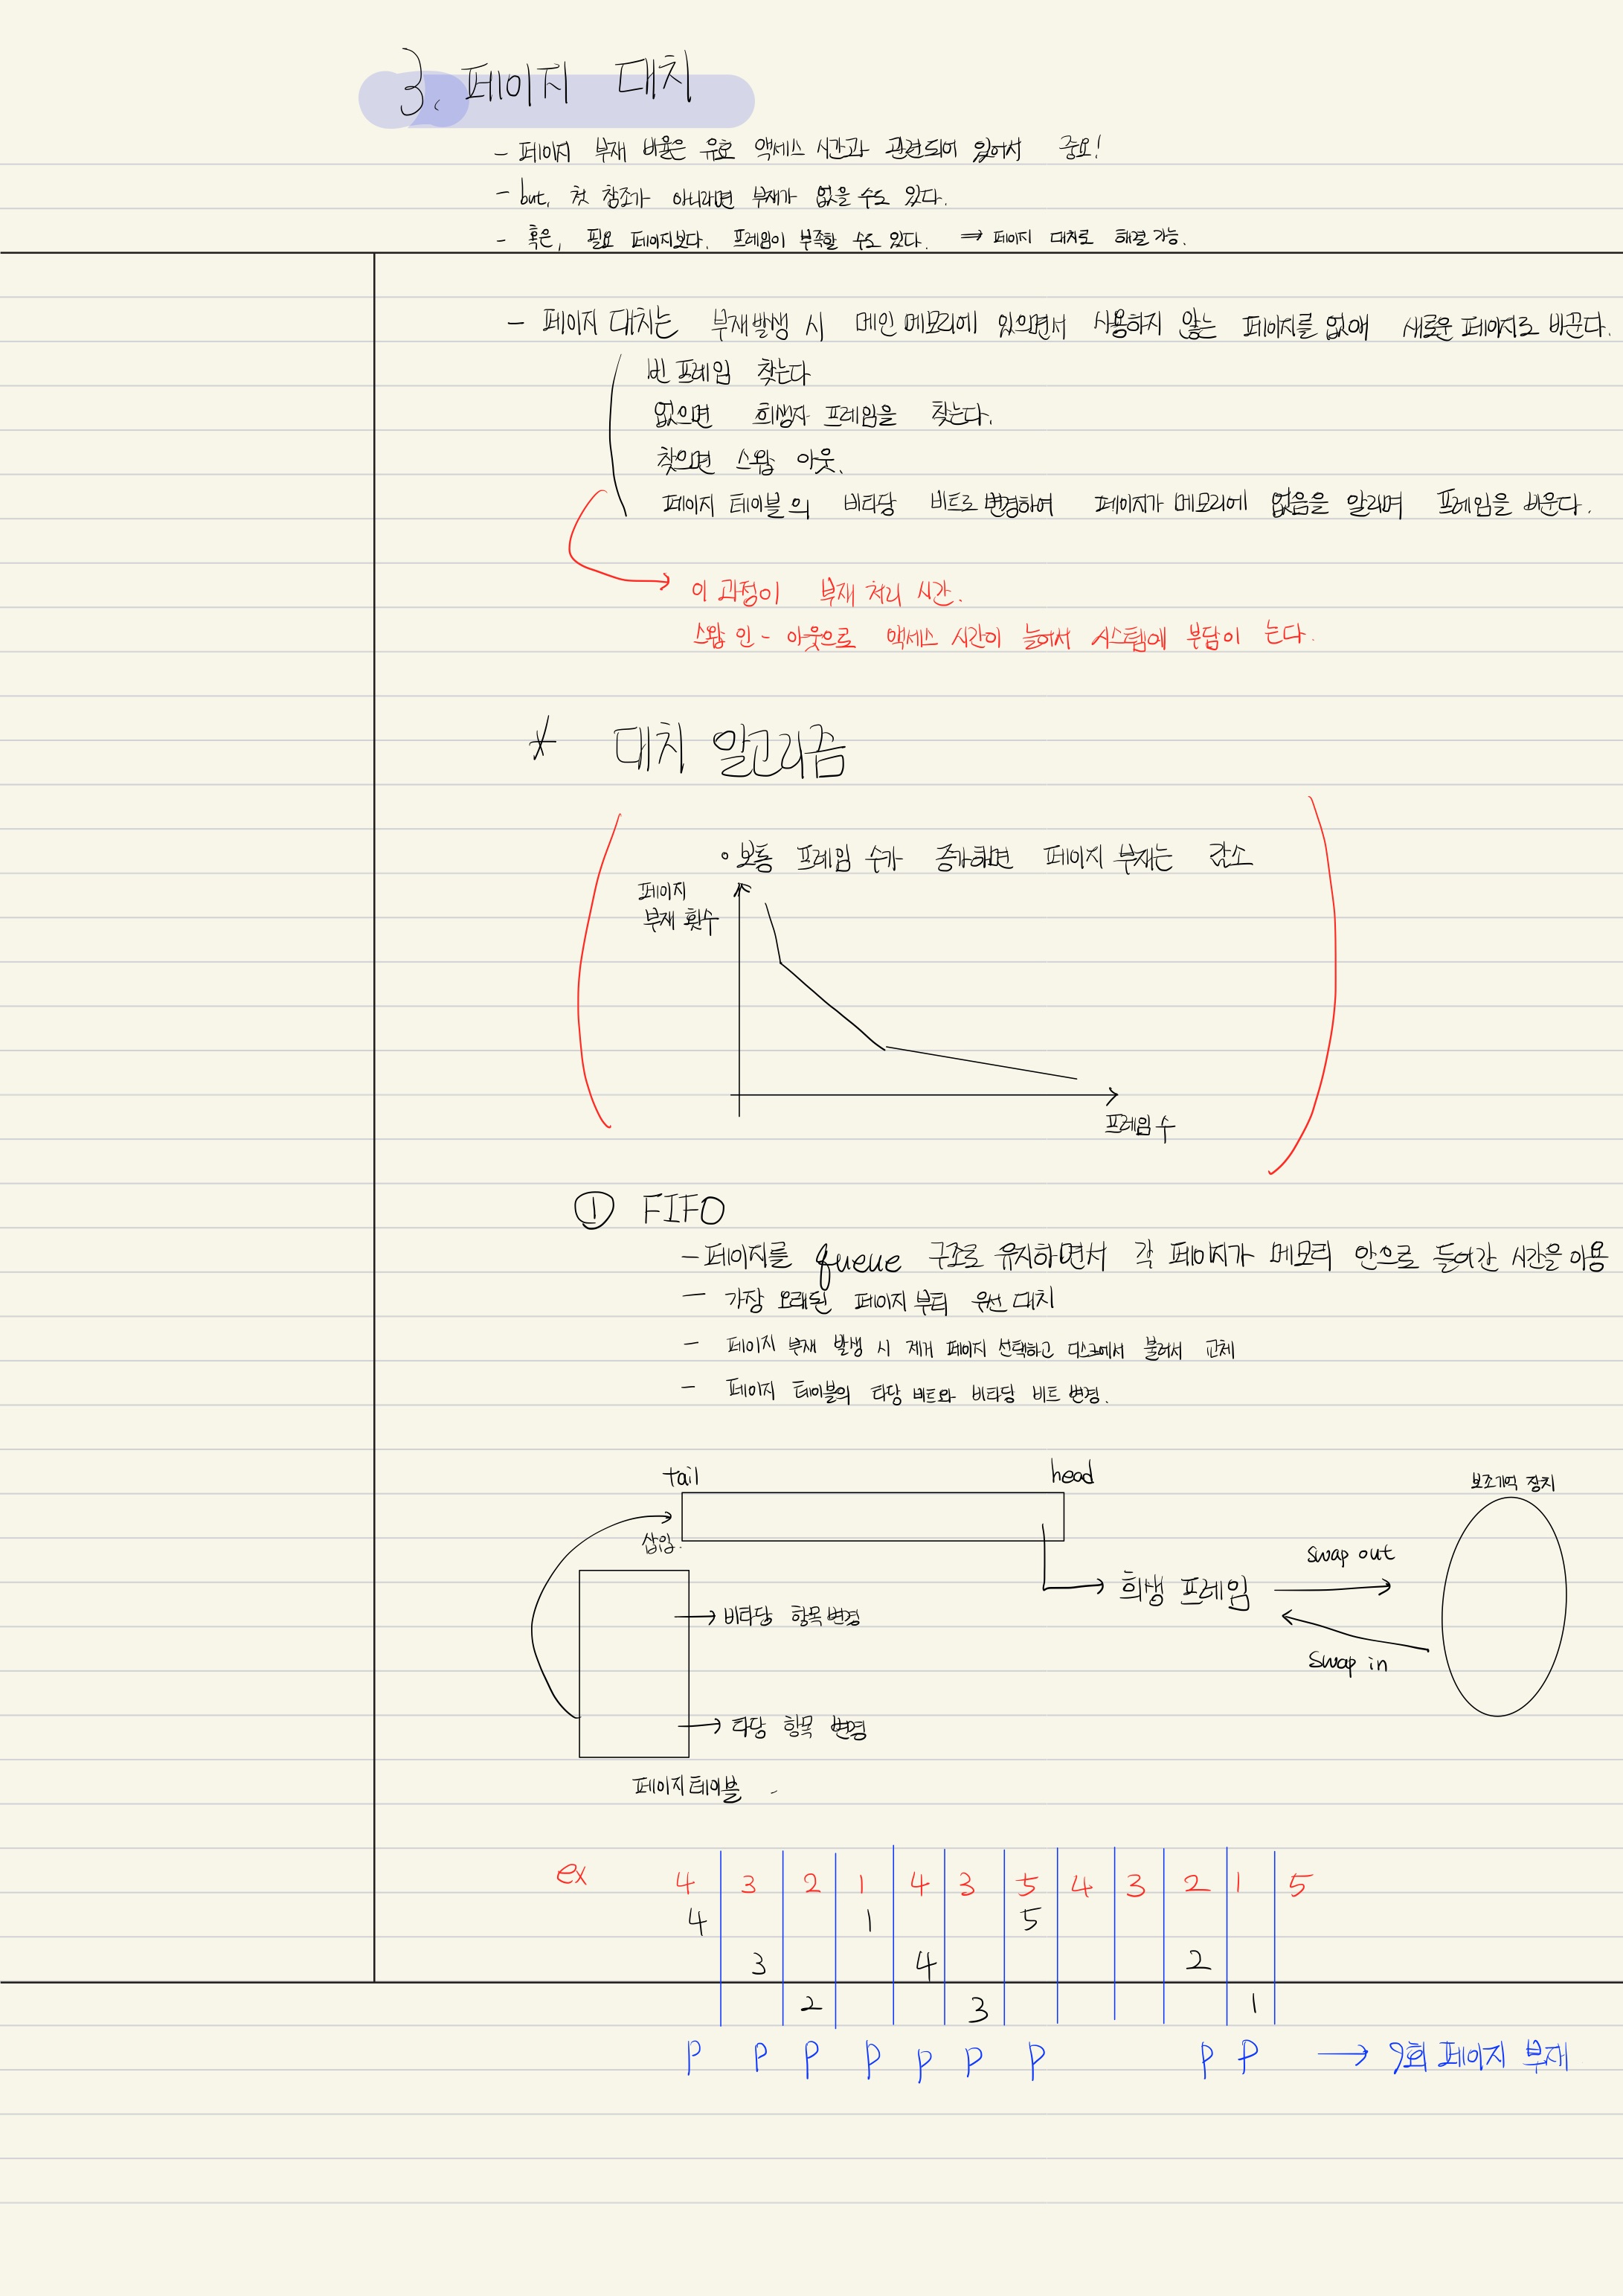 3. 페이지 대치
- 페이지 부재 비율은 유효 액세스 시간과 관련되어 있어서 중요!
- but, 첫 참조가 아니라면 부재가 없을 수도 있다.
- 혹은, 필요 페이지보다. 프레임이 부족할 수도 있다. ⇒ 페이지 대치로 해결 가능.
- 페이지 대치는 부재발생 시 메인 메모리에 있으면서 사용하지 않는 페이지를 없애 새로운 페이지로 바꾼다.
빈 프레임 찾는다
없으면 희생자 프레임을 찾는다.
찾으면 스왑 아웃.
페이지 테이블의 비타당 비트로 변경하여 페이지가 메모리에 없음을 알리며 프레임을 비운다.
이 과정이 부재 처리 시간.
스왑 인 - 아웃으로 액세스 시간이 늘어서 시스템에 부담이 는다.
* 대치 알고리즘
• 보통 프레임 수가 증가하면 페이지 부재는 감소
페이지
부재 횟수
프레임 수
① FIFO
- 페이지를 queue 구조로 유지하면서 각 페이지가 메모리 안으로 들어간 시간을 이용
- 가장 오래된 페이지부터 우선 대치
- 페이지 부재 발생 시 제거 페이지 선택하고 디스크에서 불러서 교체
- 페이지 테이블의 타당 비트와 비타당 비트 변경.
tail head
보조기억 장치
삽입.
swap out
희생 프레임
→ 비타당 항목 변경
swap in
→ 타당 항목 변경
페이지 테이블 -
ex 4 3 2 1 4 3 5 4 3 2 1 5
4 1 5
3 4 2
2 3 1
P P P P P P P P P → 9회 페이지 부재